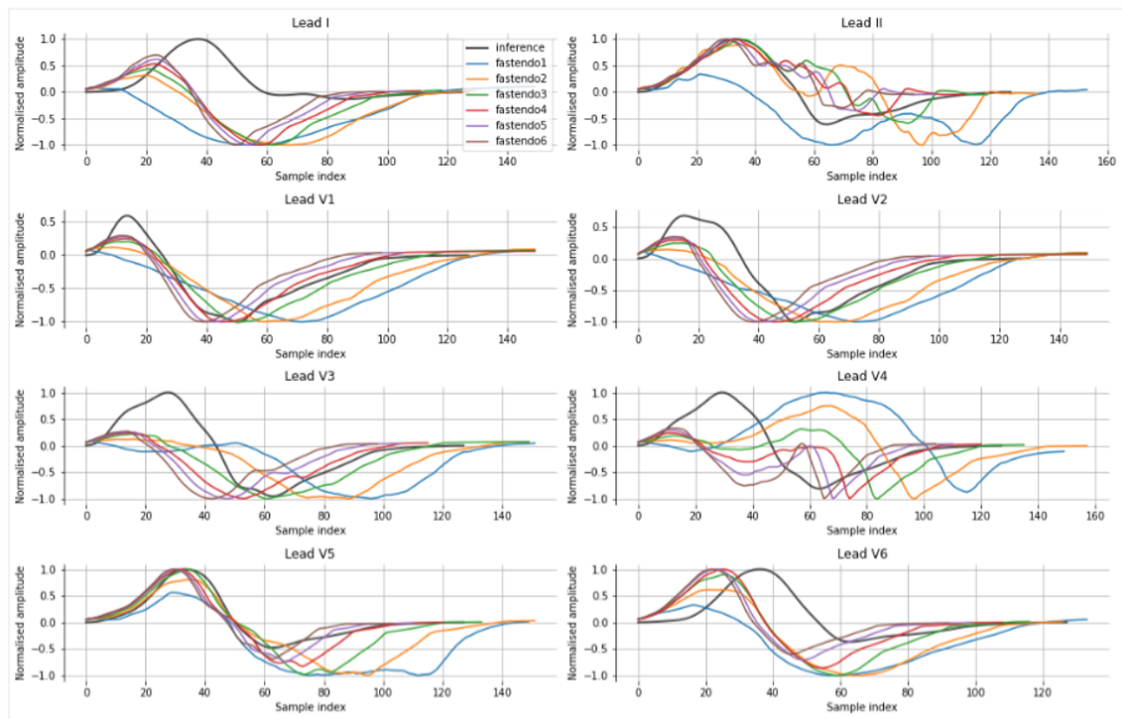 Lead I
Normalised amplitude
1.0
0.5
0.0
−0.5
−1.0
0 20 40 60 80 100 120 140
Sample index
inference
fastendo1
fastendo2
fastendo3
fastendo4
fastendo5
fastendo6
Lead II
Normalised amplitude
1.0
0.5
0.0
−0.5
−1.0
0 20 40 60 80 100 120 140 160
Sample index
Lead V1
Normalised amplitude
0.5
0.0
−0.5
−1.0
0 20 40 60 80 100 120 140
Sample index
Lead V2
Normalised amplitude
0.5
0.0
−0.5
−1.0
0 20 40 60 80 100 120 140
Sample index
Lead V3
Normalised amplitude
1.0
0.5
0.0
−0.5
−1.0
0 20 40 60 80 100 120 140
Sample index
Lead V4
Normalised amplitude
1.0
0.5
0.0
−0.5
−1.0
0 20 40 60 80 100 120 140 160
Sample index
Lead V5
Normalised amplitude
1.0
0.5
0.0
−0.5
−1.0
0 20 40 60 80 100 120 140
Sample index
Lead V6
Normalised amplitude
1.0
0.5
0.0
−0.5
−1.0
0 20 40 60 80 100 120
Sample index